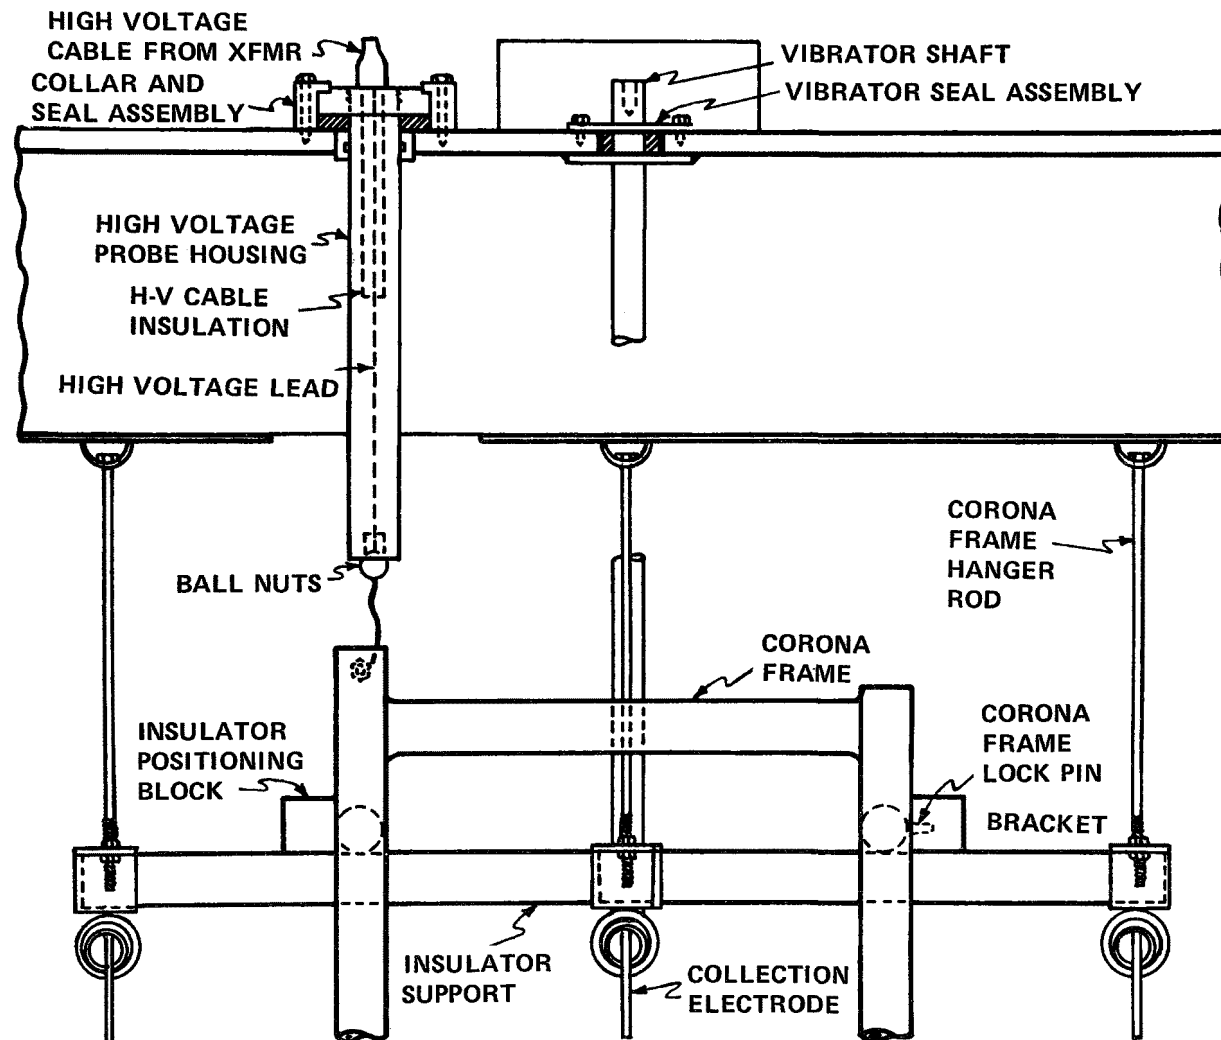 HIGH VOLTAGE
CABLE FROM XFMR
COLLAR AND
SEAL ASSEMBLY
VIBRATOR SHAFT
VIBRATOR SEAL ASSEMBLY
HIGH VOLTAGE
PROBE HOUSING
H-V CABLE
INSULATION
HIGH VOLTAGE LEAD
CORONA
FRAME
HANGER
ROD
BALL NUTS
CORONA
FRAME
INSULATOR
POSITIONING
BLOCK
CORONA
FRAME
LOCK PIN
BRACKET
INSULATOR
SUPPORT
COLLECTION
ELECTRODE